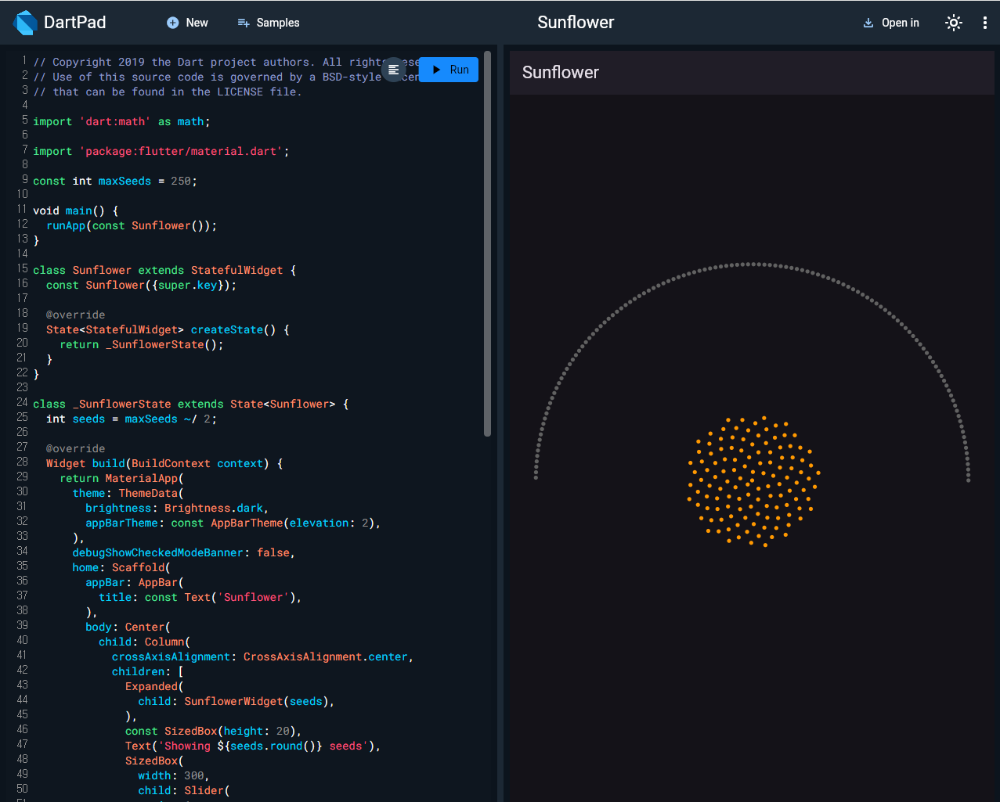 DartPad
New
Samples
Sunflower
Open in
1 // Copyright 2019 the Dart project authors. All rights
Run
2 // Use of this source code is governed by a BSD-style
3 // that can be found in the LICENSE file.
4
5 import 'dart:math' as math;
6
7 import 'package:flutter/material.dart';
8
9 const int maxSeeds = 250;
10
11 void main() {
12   runApp(const Sunflower());
13 }
14
15 class Sunflower extends StatefulWidget {
16   const Sunflower({super.key});
17
18   @override
19   State<StatefulWidget> createState() {
20     return _SunflowerState();
21   }
22 }
23
24 class _SunflowerState extends State<Sunflower> {
25   int seeds = maxSeeds ~/ 2;
26
27   @override
28   Widget build(BuildContext context) {
29     return MaterialApp(
30       theme: ThemeData(
31         brightness: Brightness.dark,
32         appBarTheme: const AppBarTheme(elevation: 2),
33       ),
34       debugShowCheckedModeBanner: false,
35       home: Scaffold(
36         appBar: AppBar(
37           title: const Text('Sunflower'),
38         ),
39         body: Center(
40           child: Column(
41             crossAxisAlignment: CrossAxisAlignment.center,
42             children: [
43               Expanded(
44                 child: SunflowerWidget(seeds),
45               ),
46               const SizedBox(height: 20),
47               Text('Showing ${seeds.round()} seeds'),
48               SizedBox(
49                 width: 300,
50                 child: Slider(
Sunflower